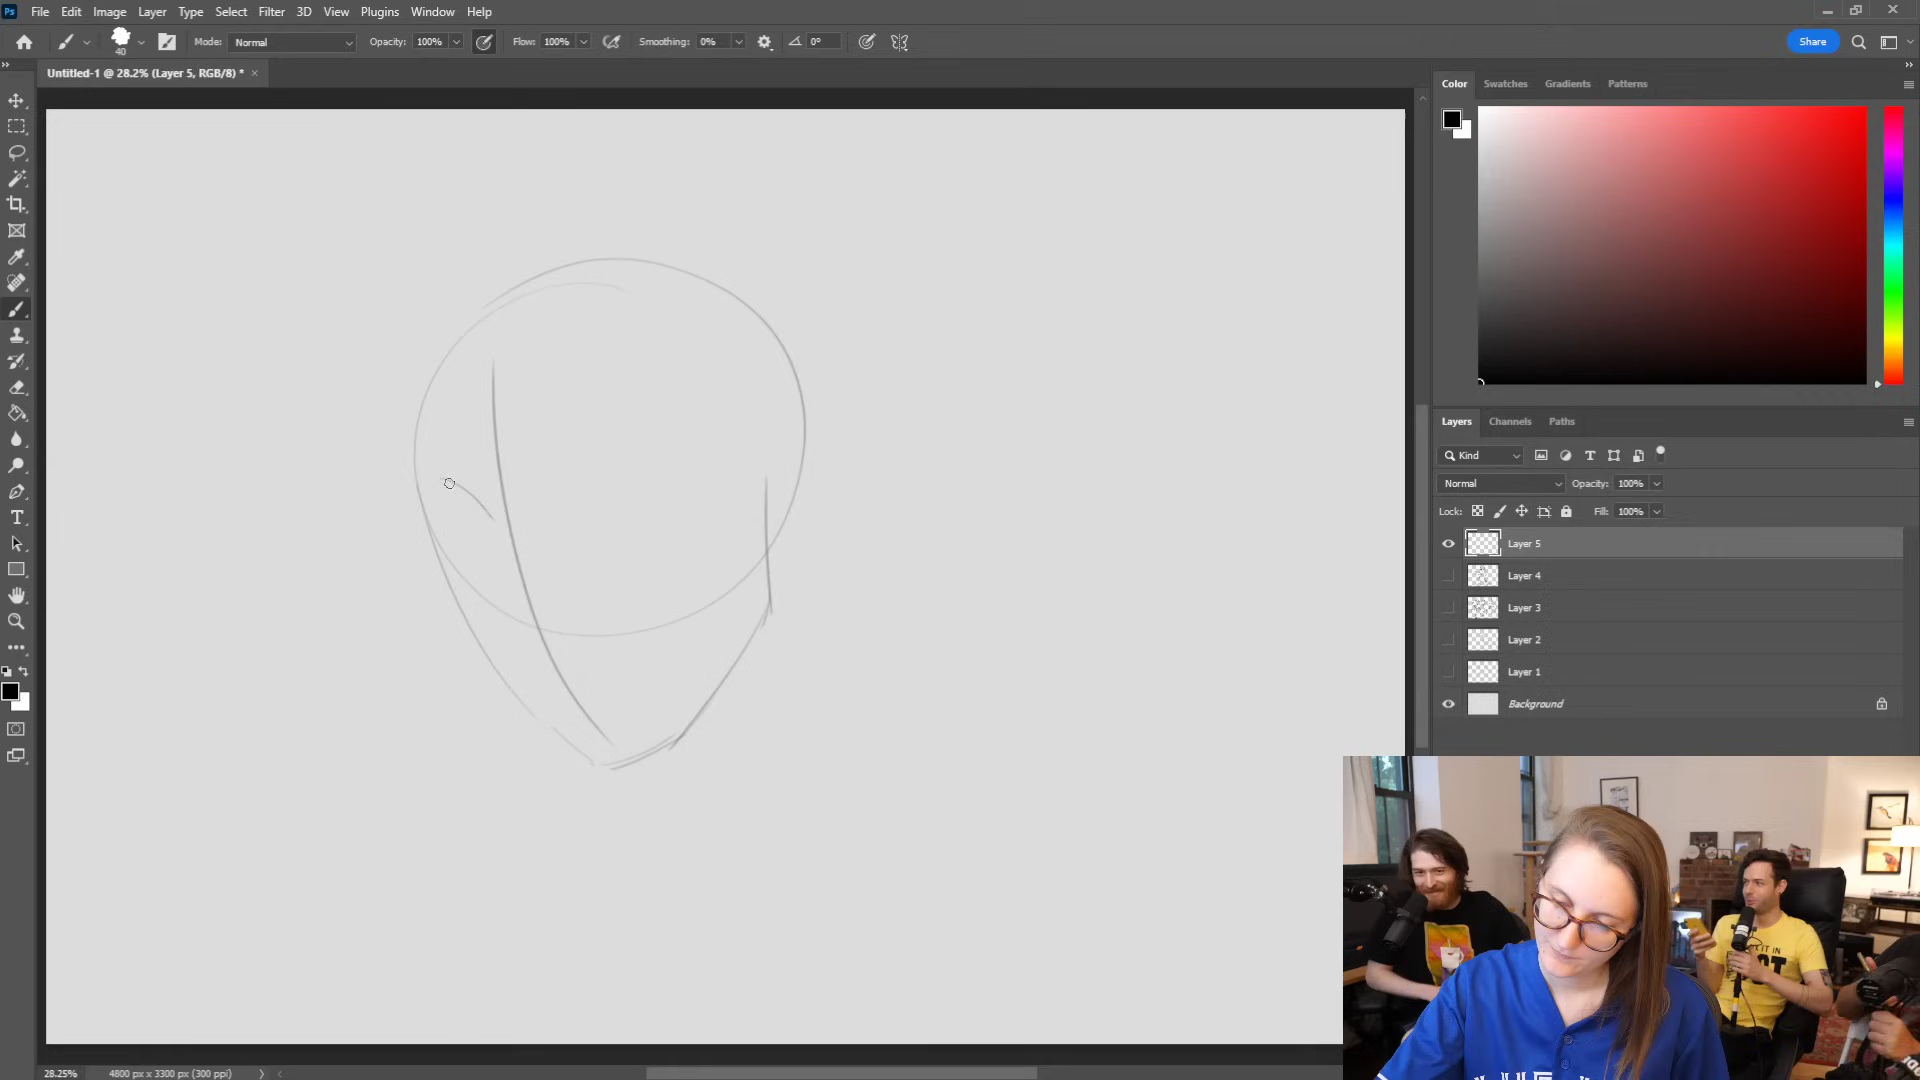 Ps File Edit Image Layer Type Select Filter 3D View Plugins Window Help
40 Mode: Normal Opacity: 100% Flow: 100% Smoothing: 0% 0° Share
Untitled-1 @ 28.2% (Layer 5, RGB/8) *
Color Swatches Gradients Patterns
Layers Channels Paths
Kind
Normal Opacity: 100%
Lock: Fill: 100%
Layer 5
Layer 4
Layer 3
Layer 2
Layer 1
Background
28.25% 4800 px x 3300 px (300 ppi)